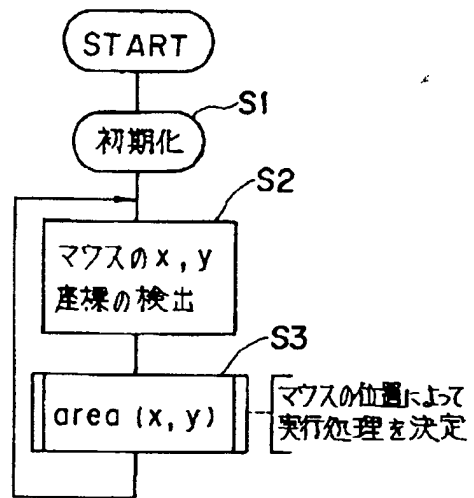 START
S1
初期化
S2
マウスのx,y
座標の検出
S3
area (x, y)
マウスの位置によって
実行処理を決定